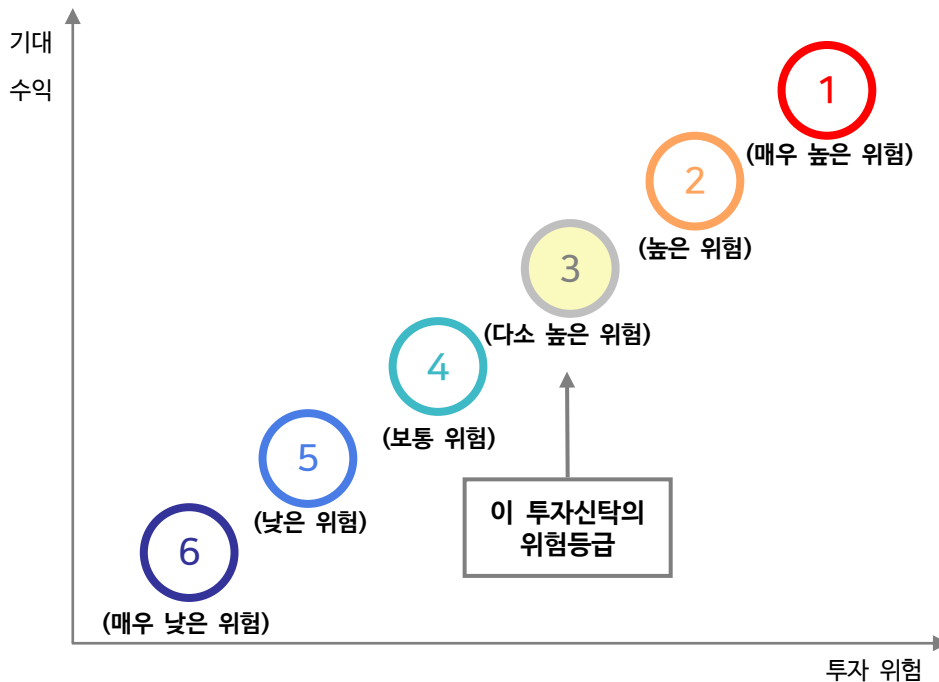 기대
수익
1
(매우 높은 위험)
2
(높은 위험)
3
(다소 높은 위험)
4
(보통 위험)
5
(낮은 위험)
6
(매우 낮은 위험)
이 투자신탁의
위험등급
투자 위험